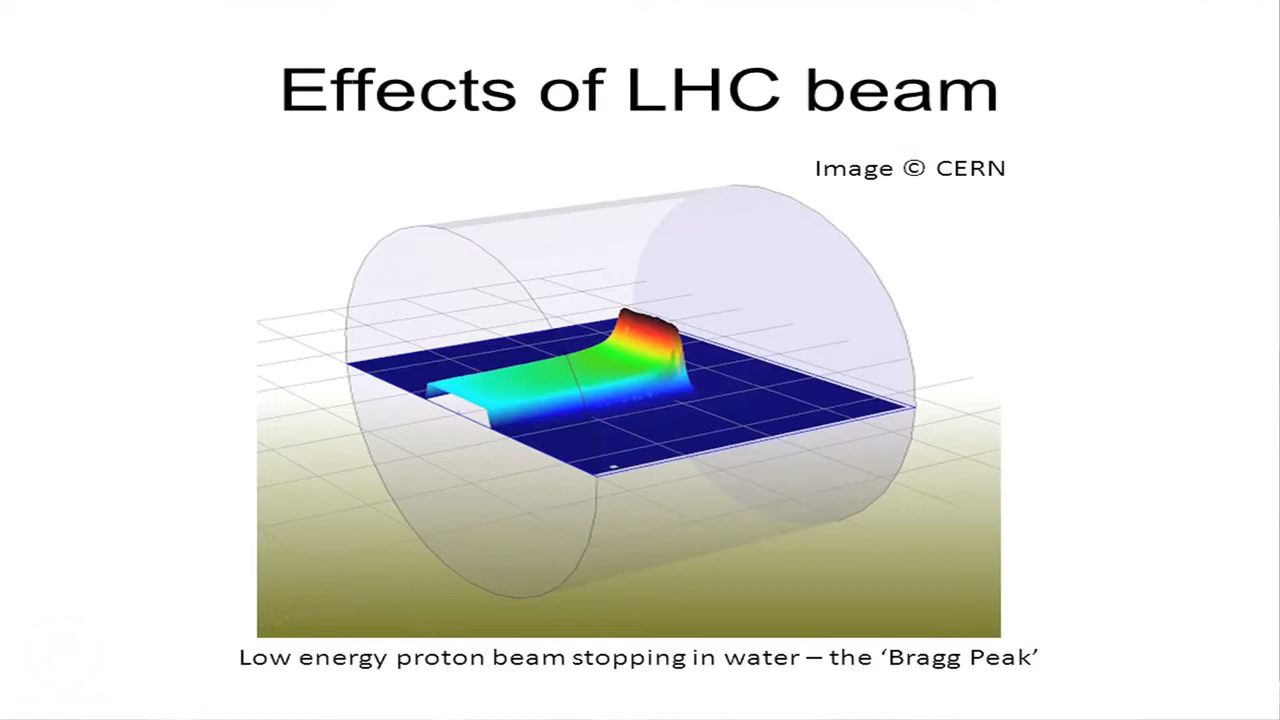 Effects of LHC beam
Image © CERN
Low energy proton beam stopping in water – the ‘Bragg Peak’